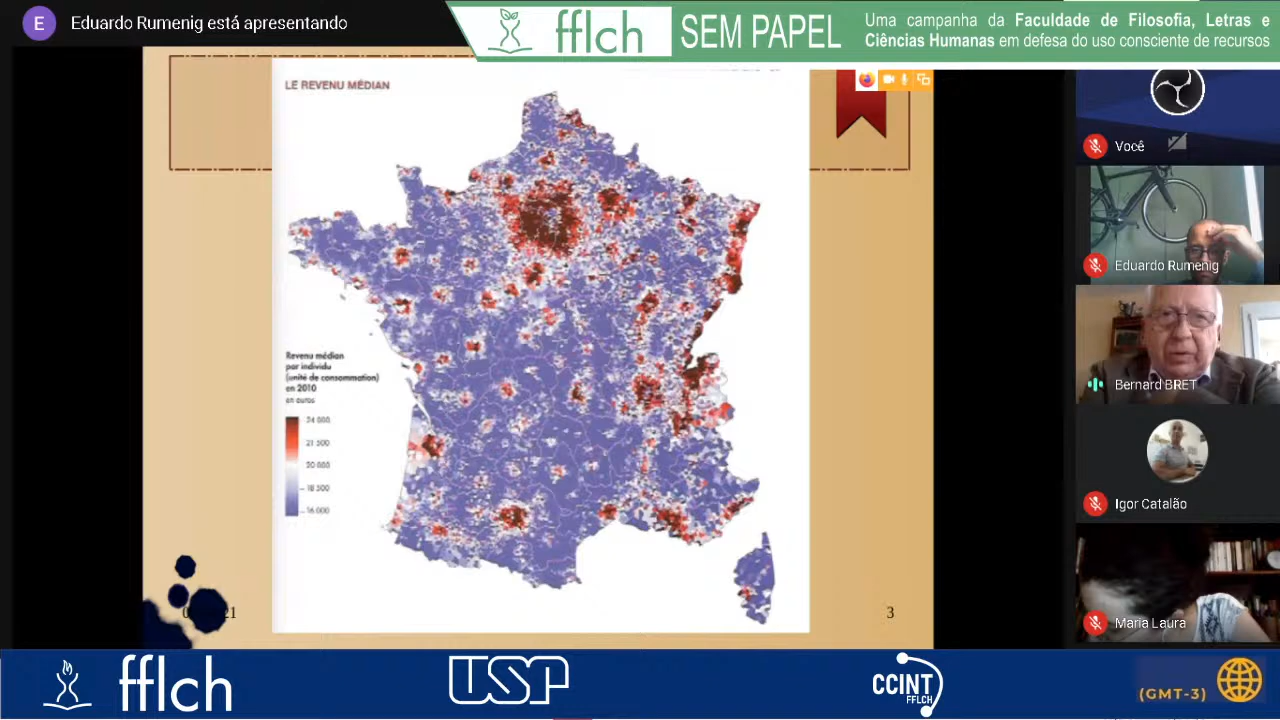 E
Eduardo Rumenig está apresentando
fflch
SEM PAPEL
Uma campanha da Faculdade de Filosofia, Letras e
Ciências Humanas em defesa do uso consciente de recursos
LE REVENU MÉDIAN
Revenu médian
par individu
(unité de consommation)
en 2010
en euros
24 000
21 500
20 000
18 500
16 000
21
3
Você
Eduardo Rumenig
Bernard BRET
Igor Catalão
Maria Laura
fflch
USP
CCINT
FFLCH
(GMT-3)